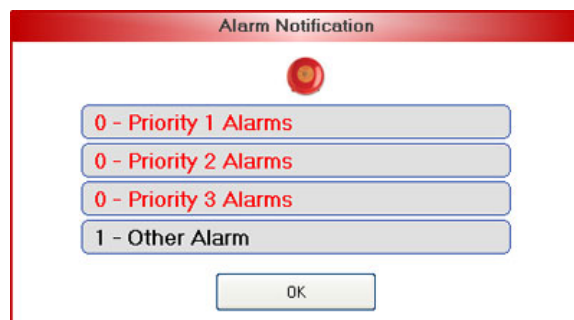 Alarm Notification
0 - Priority 1 Alarms
0 - Priority 2 Alarms
0 - Priority 3 Alarms
1 - Other Alarm
OK